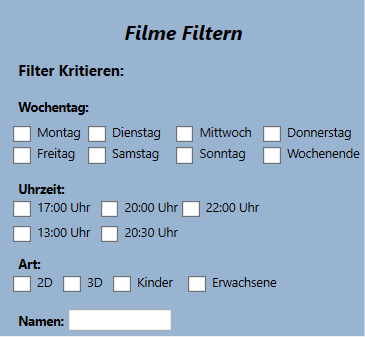 Filme Filtern
Filter Kritieren:
Wochentag:
Montag Dienstag Mittwoch Donnerstag
Freitag Samstag Sonntag Wochenende
Uhrzeit:
17:00 Uhr 20:00 Uhr 22:00 Uhr
13:00 Uhr 20:30 Uhr
Art:
2D 3D Kinder Erwachsene
Namen: